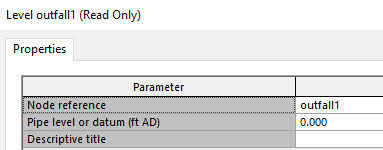 Level outfall1 (Read Only)
Properties
Parameter
Node reference outfall1
Pipe level or datum (ft AD) 0.000
Descriptive title